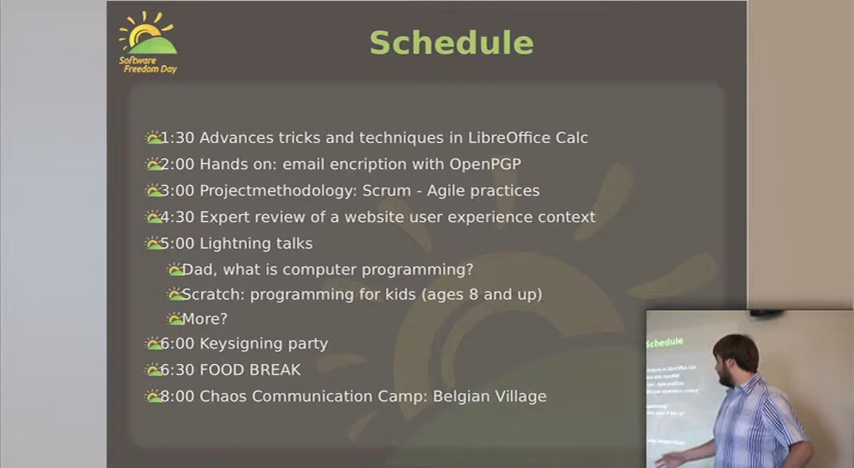 Software
Freedom Day
Schedule
1:30 Advances tricks and techniques in LibreOffice Calc
2:00 Hands on: email encription with OpenPGP
3:00 Projectmethodology: Scrum - Agile practices
4:30 Expert review of a website user experience context
5:00 Lightning talks
Dad, what is computer programming?
Scratch: programming for kids (ages 8 and up)
More?
6:00 Keysigning party
6:30 FOOD BREAK
8:00 Chaos Communication Camp: Belgian Village
Schedule